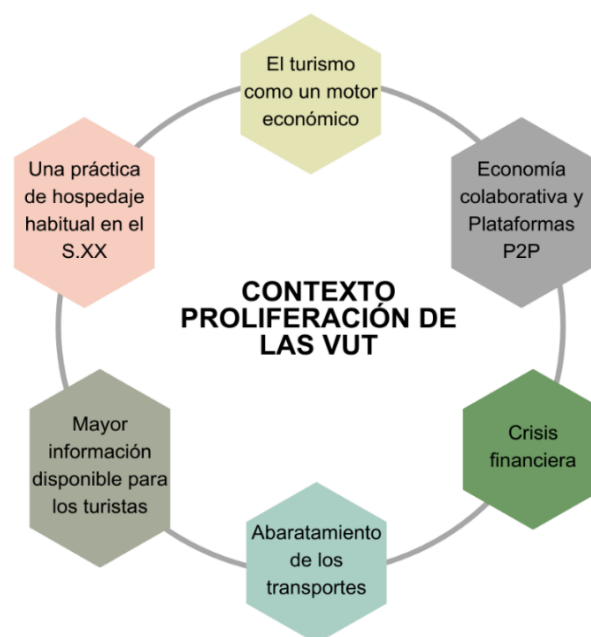 El turismo
como un motor
económico
Economía
colaborativa y
Plataformas
P2P
Crisis
financiera
Abaratamiento
de los
transportes
Mayor
información
disponible para
los turistas
Una práctica
de hospedaje
habitual en el
S.XX
CONTEXTO
PROLIFERACIÓN DE
LAS VUT